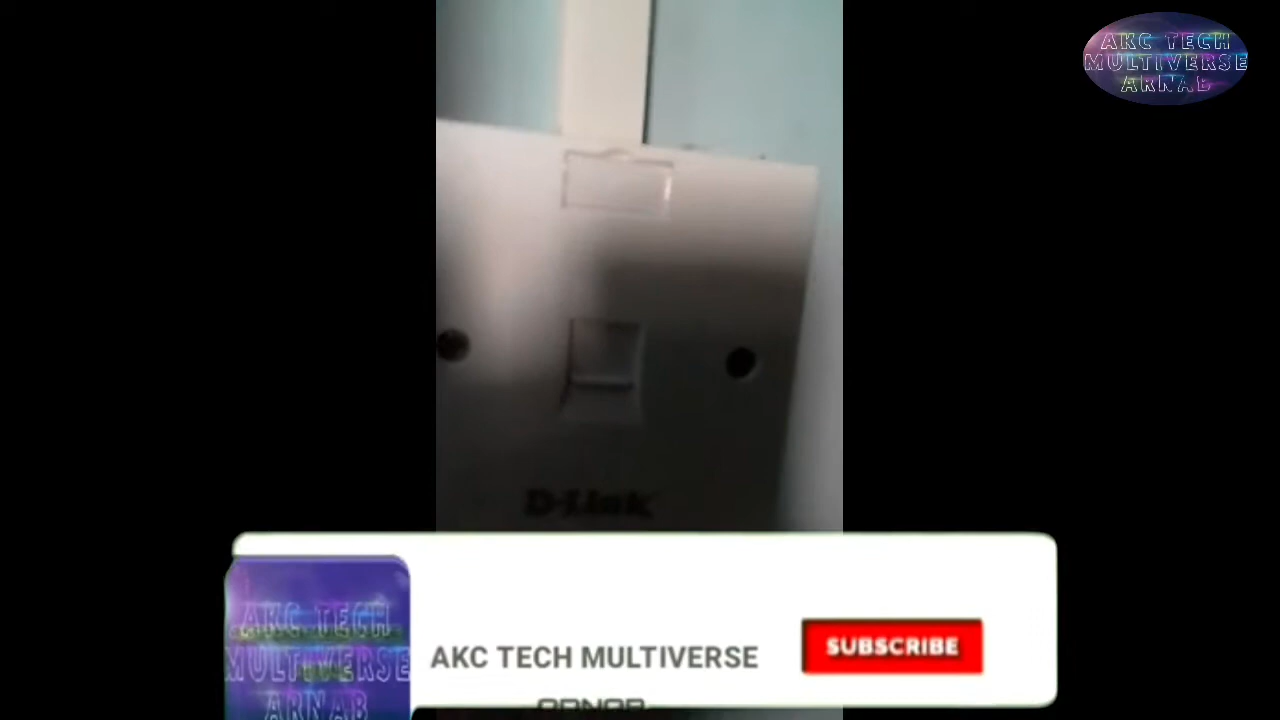 AKC TECH
MULTIVERSE
ARNAB
D-Link
AKC TECH
MULTIVERSE
ARNAB
AKC TECH MULTIVERSE
SUBSCRIBE